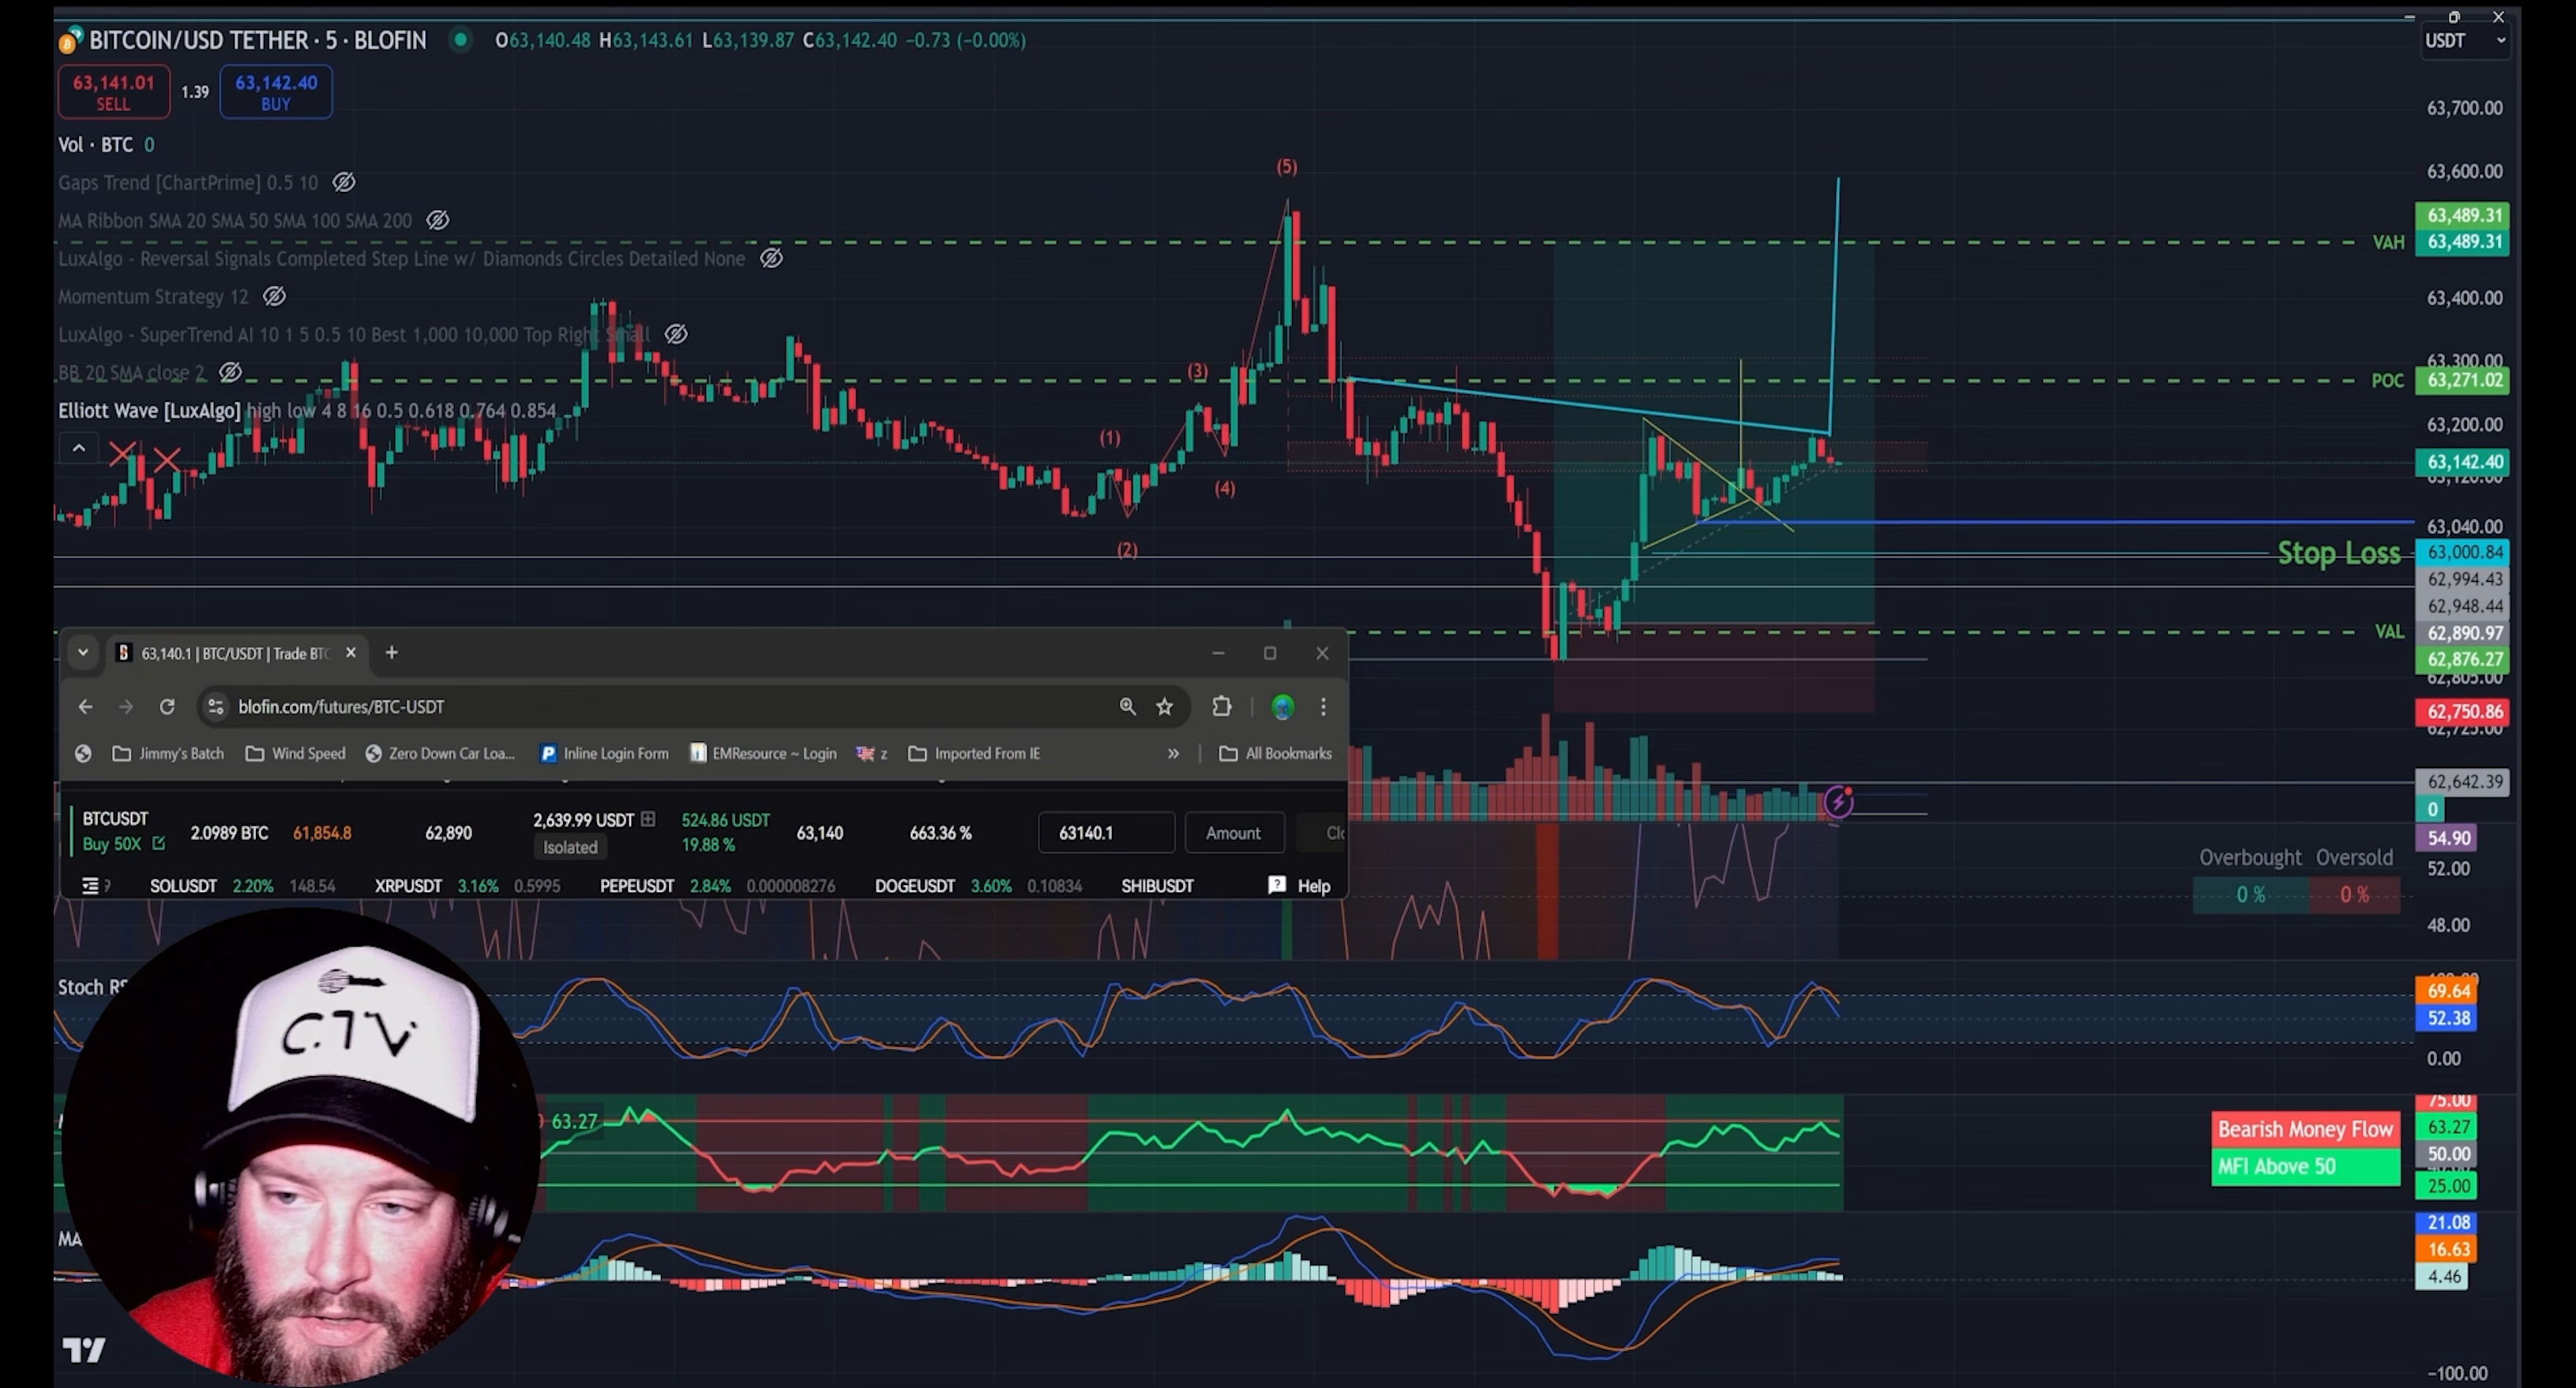 BITCOIN/USD TETHER · 5 · BLOFIN O63,140.48 H63,143.61 L63,139.87 C63,142.40 −0.73 (−0.00%)
USDT
63,141.01 SELL 1.39 63,142.40 BUY
Vol · BTC 0
Gaps Trend [ChartPrime] 0.5 10
MA Ribbon SMA 20 SMA 50 SMA 100 SMA 200
LuxAlgo - Reversal Signals Completed Step Line w/ Diamonds Circles Detailed None
Momentum Strategy 12
LuxAlgo - SuperTrend AI 10 1 5 0.5 10 Best 1,000 10,000 Top Right Small
BB 20 SMA close 2
Elliott Wave [LuxAlgo] high low 4 8 16 0.5 0.618 0.764 0.854
(1)
(2)
(3)
(4)
(5)
63,700.00
63,600.00
63,489.31
VAH 63,489.31
63,400.00
63,300.00
POC 63,271.02
63,200.00
63,142.40
63,120.00
63,040.00
Stop Loss 63,000.84
62,994.43
62,948.44
VAL 62,890.97
62,876.27
62,805.00
62,750.86
62,725.00
62,642.39
0
63,140.1 | BTC/USDT | Trade BTC
blofin.com/futures/BTC-USDT
Jimmy's Batch Wind Speed Zero Down Car Loa... Inline Login Form EMResource ~ Login z Imported From IE » All Bookmarks
BTCUSDT
Buy 50X
2.0989 BTC 61,854.8 62,890
2,639.99 USDT
Isolated
524.86 USDT
19.88 %
63,140 663.36 % 63140.1 Amount
SOLUSDT 2.20% 148.54 XRPUSDT 3.16% 0.5995 PEPEUSDT 2.84% 0.000008276 DOGEUSDT 3.60% 0.10834 SHIBUSDT Help
54.90
52.00
48.00
Overbought Oversold
0 % 0 %
Stoch
69.64
52.38
0.00
CTV
63.27
75.00
63.27
50.00
25.00
Bearish Money Flow
MFI Above 50
MA
21.08
16.63
4.46
−100.00